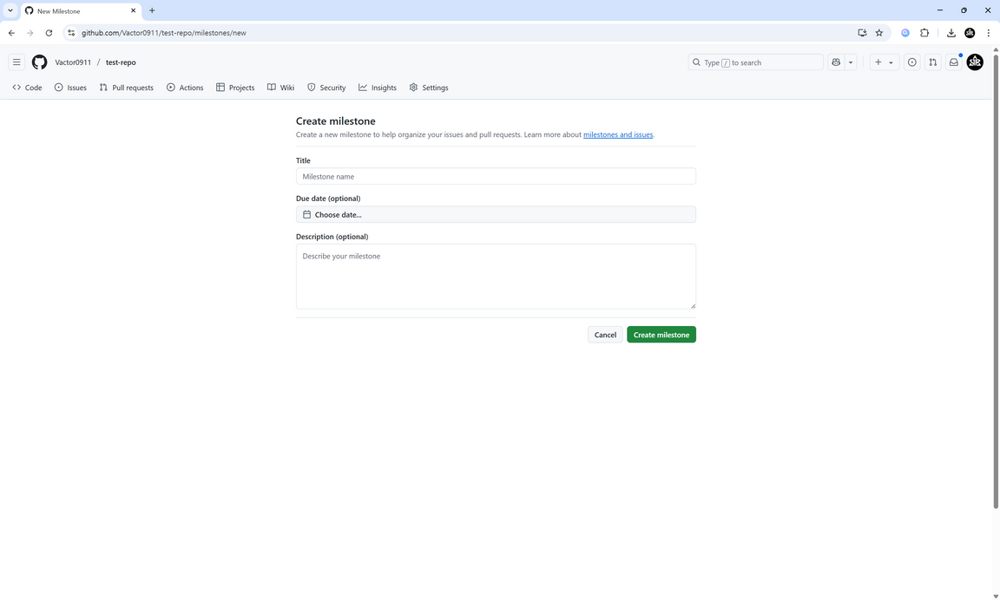 New Milestone
github.com/Vactor0911/test-repo/milestones/new
Vactor0911 / test-repo
Type / to search
Code Issues Pull requests Actions Projects Wiki Security Insights Settings
Create milestone
Create a new milestone to help organize your issues and pull requests. Learn more about milestones and issues.
Title
Milestone name
Due date (optional)
Choose date...
Description (optional)
Describe your milestone
Cancel Create milestone